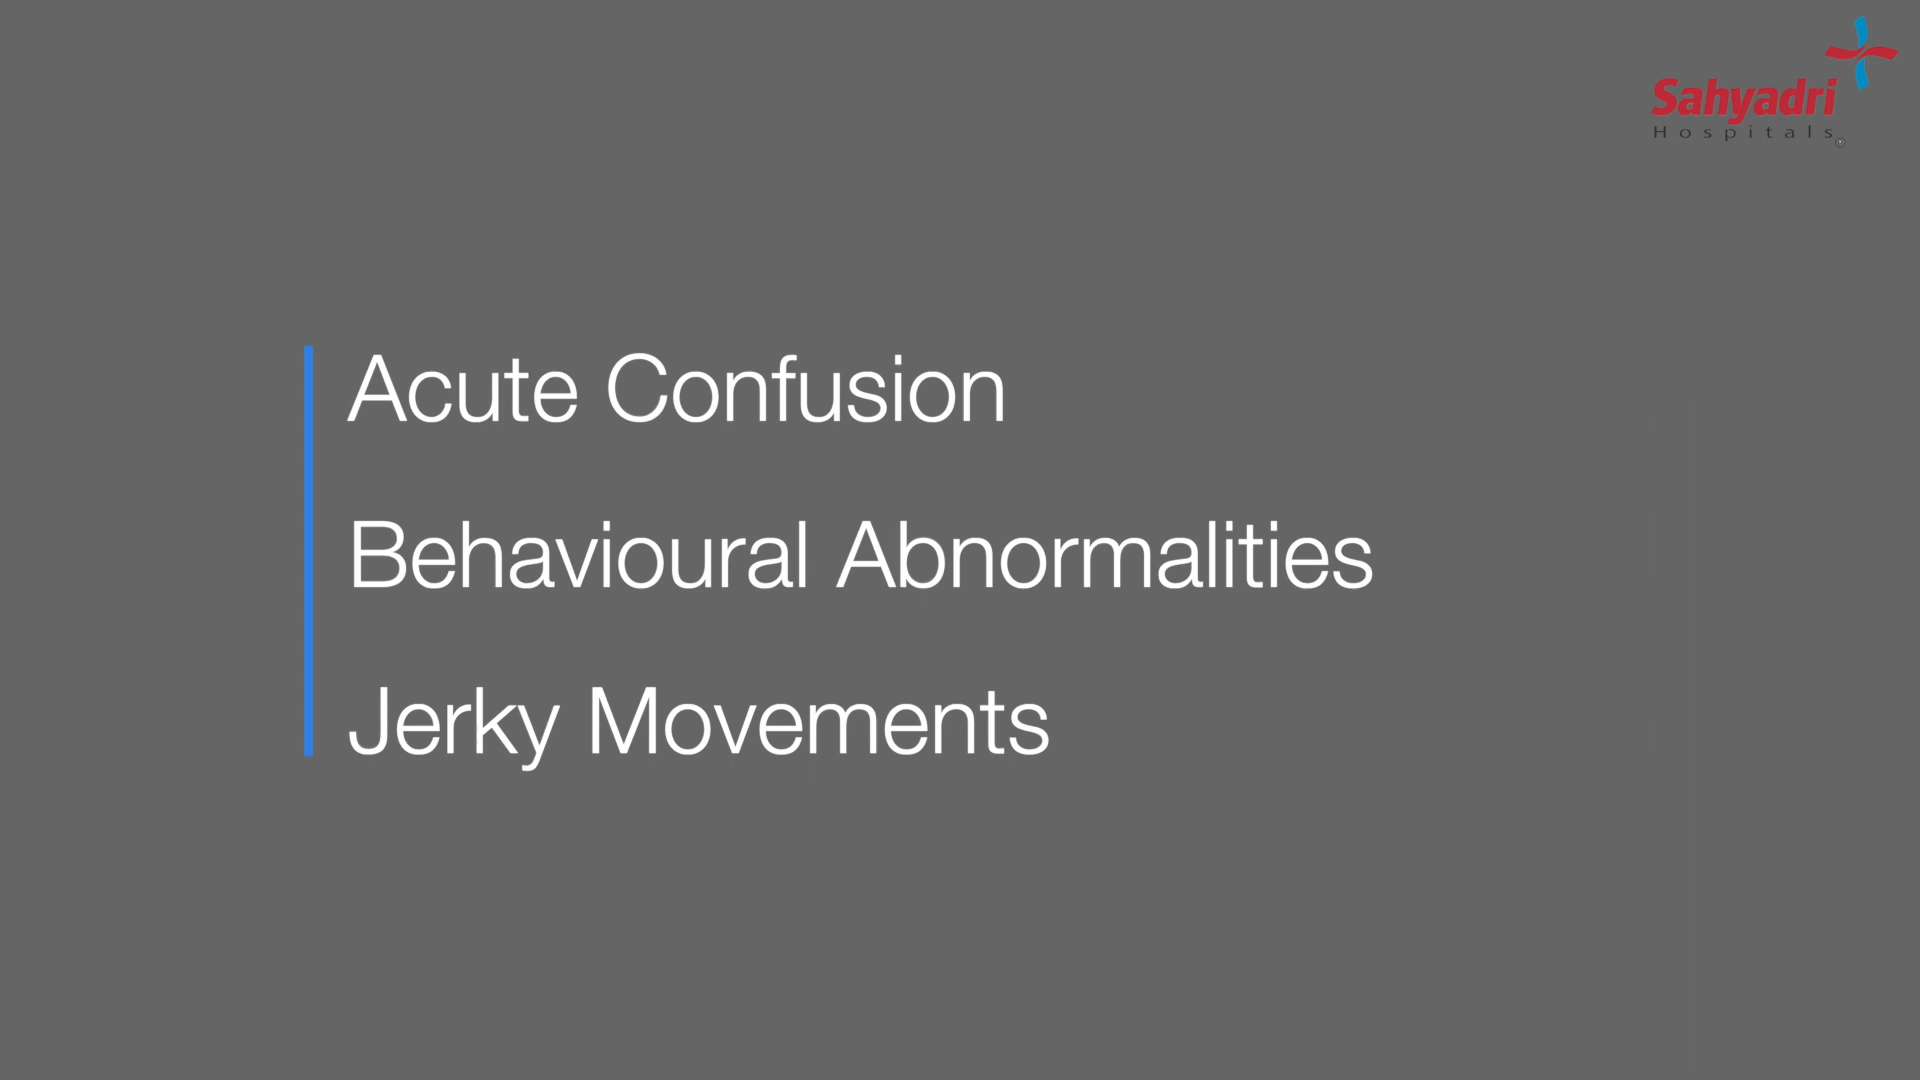 Sahyadri
Hospitals
Acute Confusion
Behavioural Abnormalities
Jerky Movements